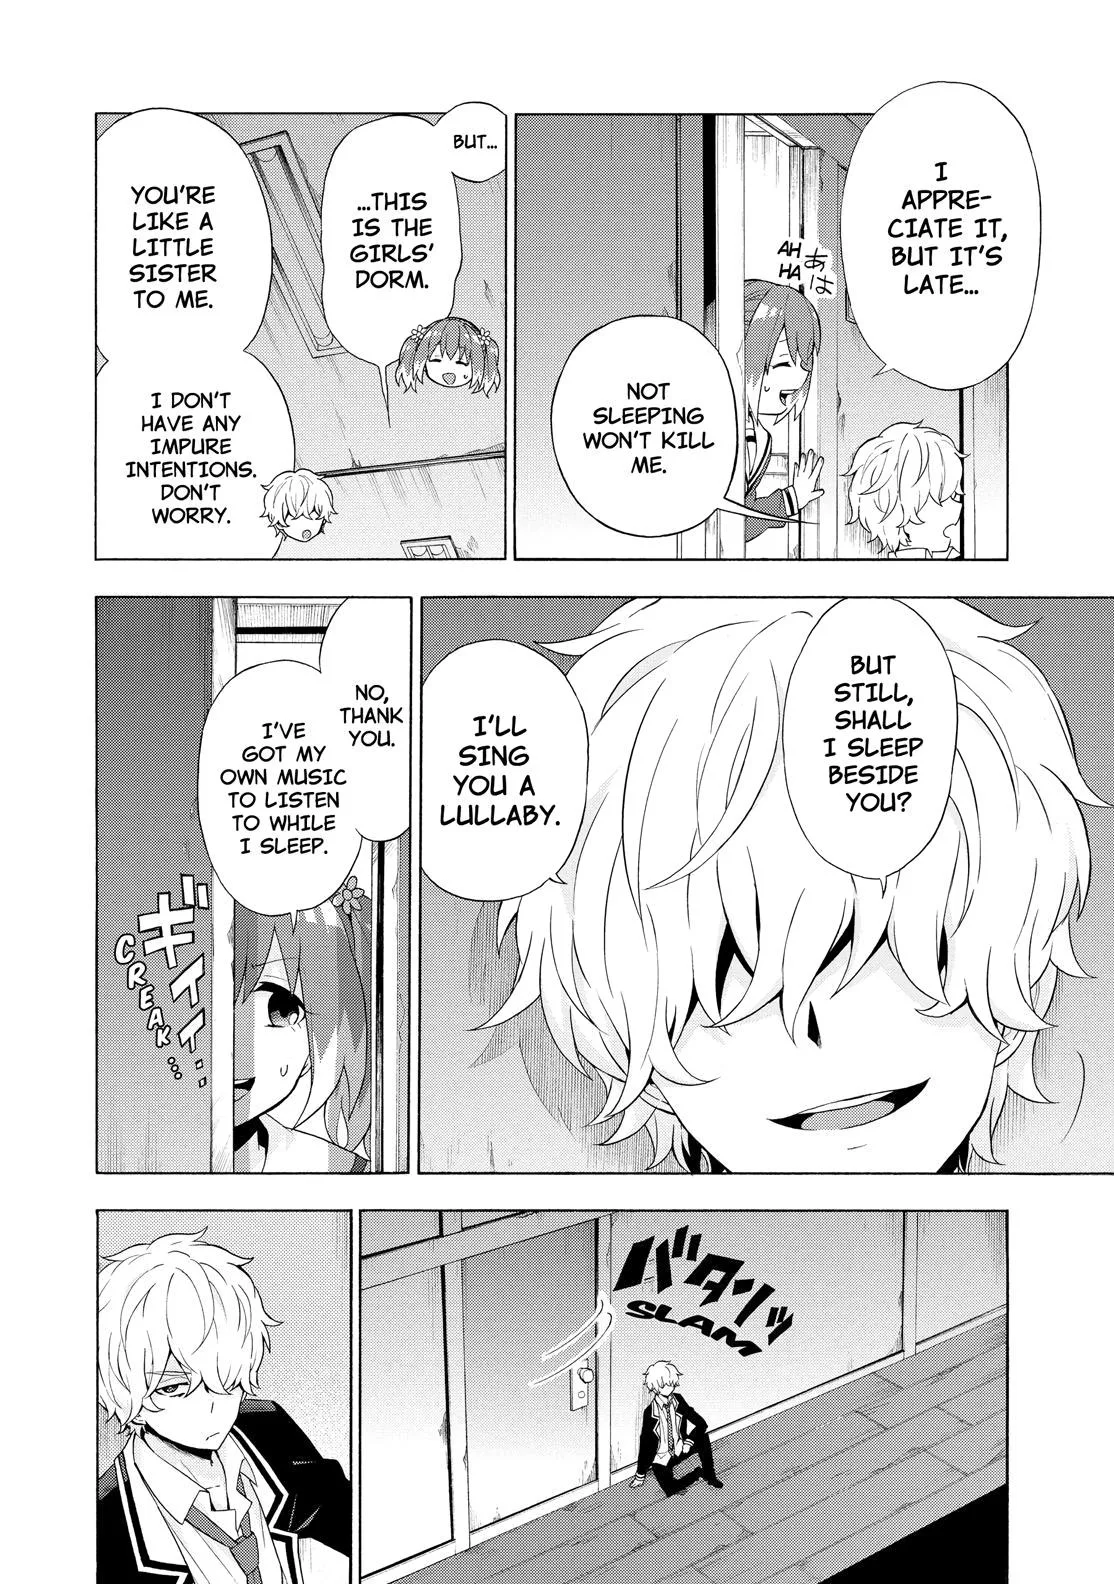 I
APPRE-
CIATE IT,
BUT IT'S
LATE...
AH
HA
あは
NOT
SLEEPING
WON'T KILL
ME.
BUT...
...THIS
IS THE
GIRLS'
DORM.
YOU'RE
LIKE A
LITTLE
SISTER
TO ME.
I DON'T
HAVE ANY
IMPURE
INTENTIONS.
DON'T
WORRY.
BUT
STILL,
SHALL
I SLEEP
BESIDE
YOU?
I'LL
SING
YOU A
LULLABY.
NO,
THANK
YOU.
I'VE
GOT MY
OWN MUSIC
TO LISTEN
TO WHILE
I SLEEP.
ギイイ...
CREAK...
バタンッ
SLAM